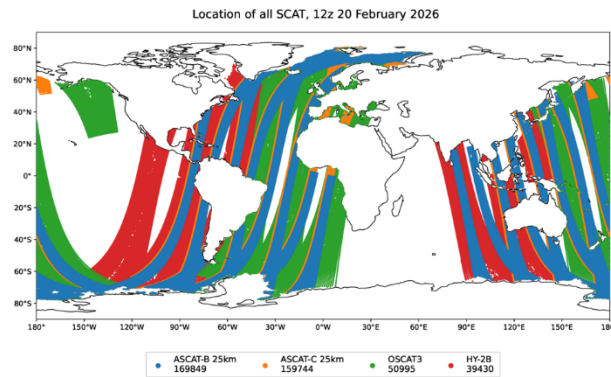 Location of all SCAT, 12z 20 February 2026
80°N
60°N
40°N
20°N
0°
20°S
40°S
60°S
80°S
180° 150°W 120°W 90°W 60°W 30°W 0°W 30°E 60°E 90°E 120°E 150°E 180°
ASCAT-B 25km ASCAT-C 25km OSCAT3 HY-2B
169849 159744 50995 39430